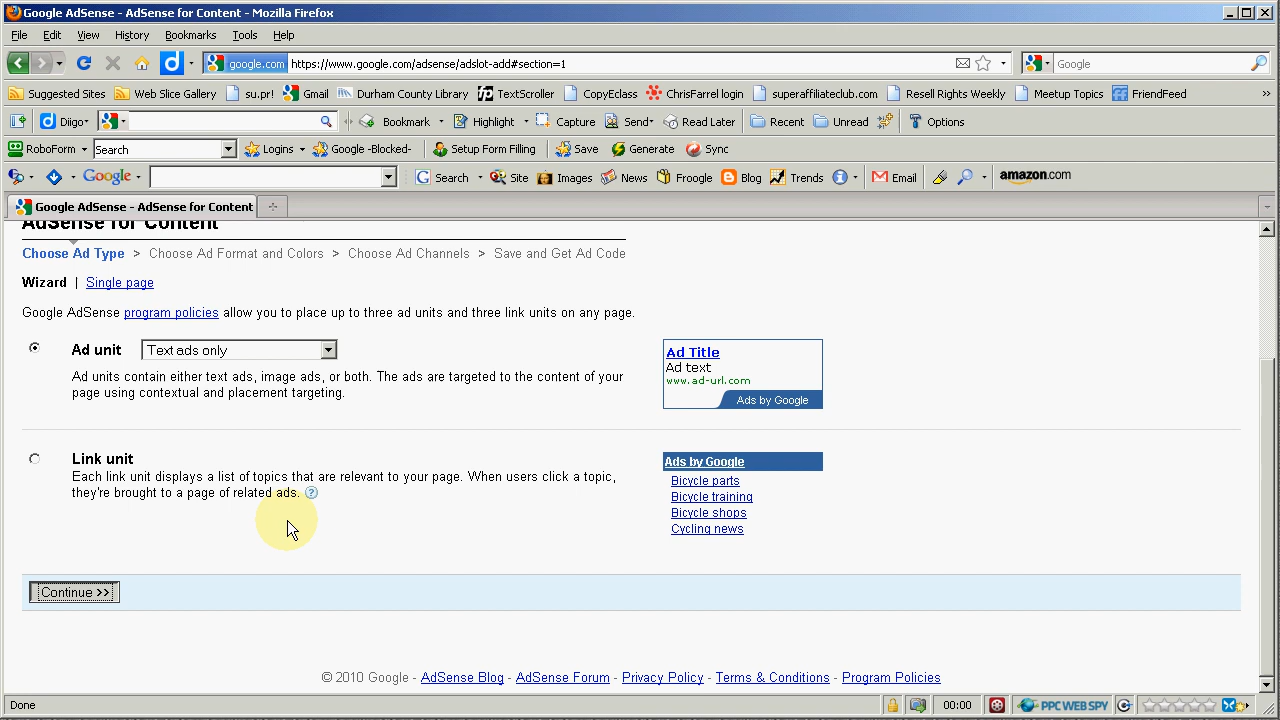 Google AdSense - AdSense for Content - Mozilla Firefox
File Edit View History Bookmarks Tools Help
google.com https://www.google.com/adsense/adslot-add#section=1 Google
Suggested Sites Web Slice Gallery su.pr! Gmail Durham County Library fp TextScroller CopyEclass ChrisFarrel login superaffiliateclub.com Resell Rights Weekly Meetup Topics FriendFeed »
Diigo Bookmark Highlight Capture Send Read Later Recent Unread Options
RoboForm Search Logins Google -Blocked- Setup Form Filling Save Generate Sync
Google Search Site Images News Froogle Blog Trends Email amazon.com
Google AdSense - AdSense for Content
AdSense for Content
Choose Ad Type > Choose Ad Format and Colors > Choose Ad Channels > Save and Get Ad Code
Wizard | Single page
Google AdSense program policies allow you to place up to three ad units and three link units on any page.
Ad unit Text ads only
Ad units contain either text ads, image ads, or both. The ads are targeted to the content of your
page using contextual and placement targeting.
Ad Title
Ad text
www.ad-url.com
Ads by Google
Link unit
Each link unit displays a list of topics that are relevant to your page. When users click a topic,
they're brought to a page of related ads. ?
Ads by Google
Bicycle parts
Bicycle training
Bicycle shops
Cycling news
Continue >>
© 2010 Google - AdSense Blog - AdSense Forum - Privacy Policy - Terms & Conditions - Program Policies
Done 00:00 PPC WEB SPY